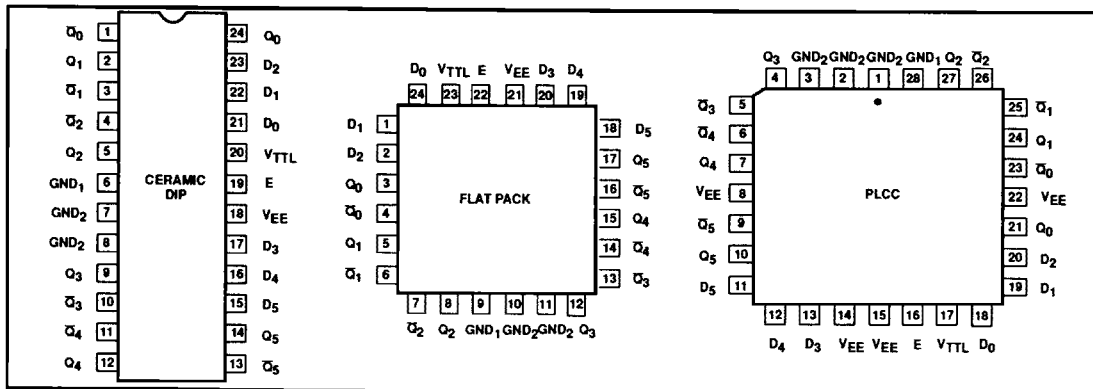 Q̅0 1 24 Q0
Q1 2 23 D2
Q̅1 3 22 D1
Q̅2 4 21 D0
Q2 5 20 VTTL
GND1 6 19 E
GND2 7 18 VEE
GND2 8 17 D3
Q3 9 16 D4
Q̅3 10 15 D5
Q̅4 11 14 Q5
Q4 12 13 Q̅5
CERAMIC
DIP
D0 VTTL E VEE D3 D4
24 23 22 21 20 19
D1 1 18 D5
D2 2 17 Q5
Q0 3 16 Q̅5
Q̅0 4 15 Q4
Q1 5 14 Q̅4
Q̅1 6 13 Q̅3
FLAT PACK
7 8 9 10 11 12
Q̅2 Q2 GND1 GND2 GND2 Q3
Q3 GND2 GND2 GND2 GND1 Q2 Q̅2
4 3 2 1 28 27 26
Q̅3 5 25 Q̅1
Q̅4 6 24 Q1
Q4 7 23 Q̅0
VEE 8 22 VEE
Q̅5 9 21 Q0
Q5 10 20 D2
D5 11 19 D1
PLCC
12 13 14 15 16 17 18
D4 D3 VEE VEE E VTTL D0